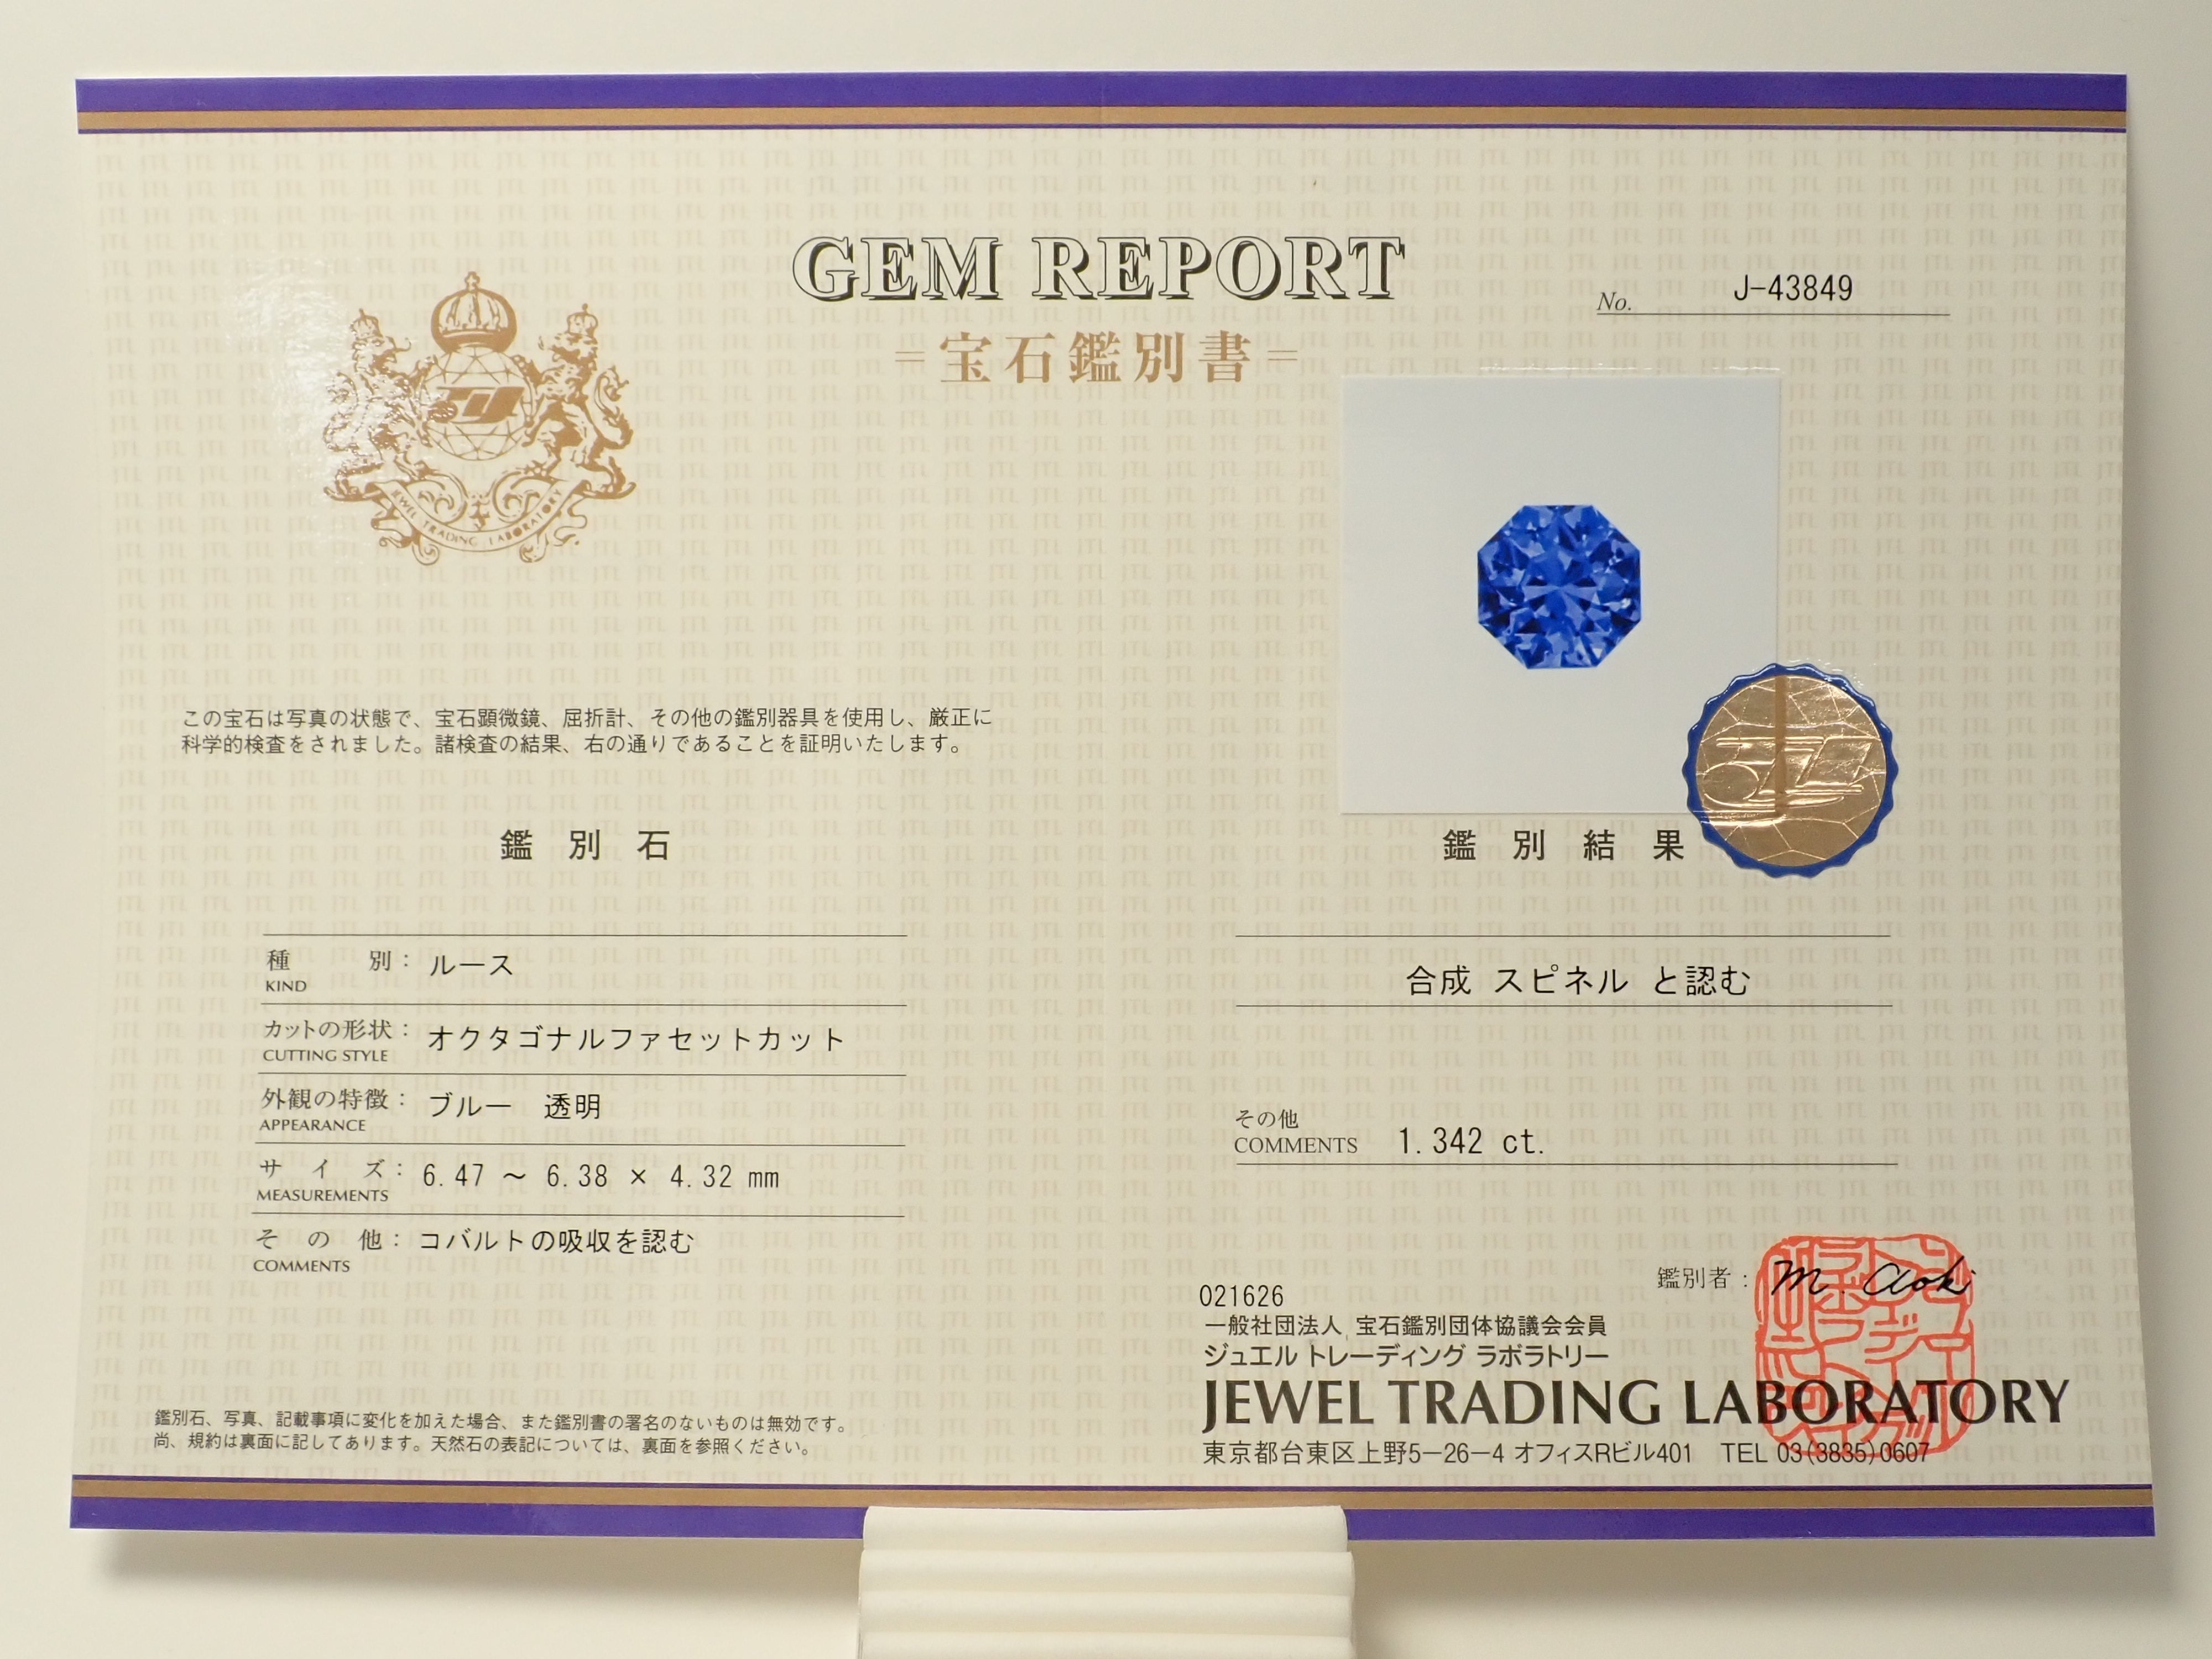 GEM REPORT
=宝石鑑別書=
No. J-43849
JEWEL TRADING LABORATORY
この宝石は写真の状態で、宝石顕微鏡、屈折計、その他の鑑別器具を使用し、厳正に
科学的検査をされました。諸検査の結果、右の通りであることを証明いたします。
鑑別石
種別: ルース
KIND
カットの形状: オクタゴナルファセットカット
CUTTING STYLE
外観の特徴: ブルー 透明
APPEARANCE
サイズ: 6.47 ～ 6.38 × 4.32 mm
MEASUREMENTS
その他: コバルトの吸収を認む
COMMENTS
鑑別石、写真、記載事項に変化を加えた場合、また鑑別書の署名のないものは無効です。
尚、規約は裏面に記してあります。天然石の表記については、裏面を参照ください。
鑑別結果
合成 スピネル と認む
その他
COMMENTS 1.342 ct.
鑑別者: M. Aoki
021626
一般社団法人 宝石鑑別団体協議会会員
ジュエル トレーディング ラボラトリー
JEWEL TRADING LABORATORY
東京都台東区上野5－26－4 オフィスRビル401 TEL 03(3835)0607